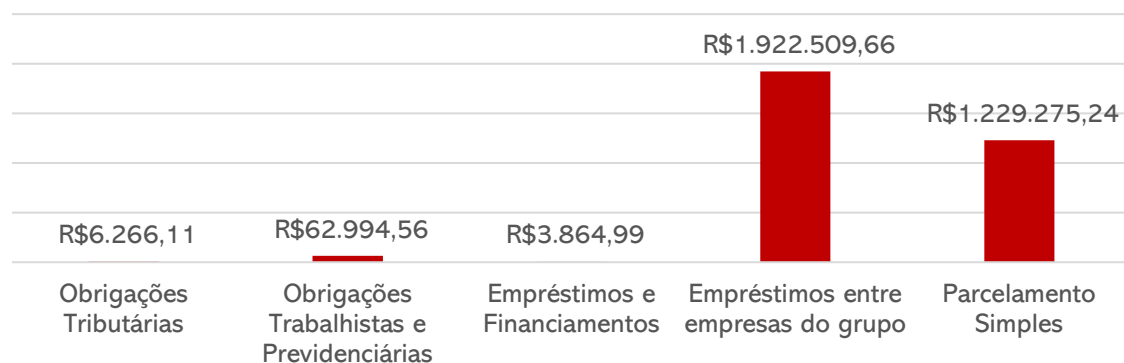 R$1.922.509,66
R$1.229.275,24
R$6.266,11
R$62.994,56
R$3.864,99
Obrigações
Tributárias
Obrigações
Trabalhistas e
Previdenciárias
Empréstimos e
Financiamentos
Empréstimos entre
empresas do grupo
Parcelamento
Simples